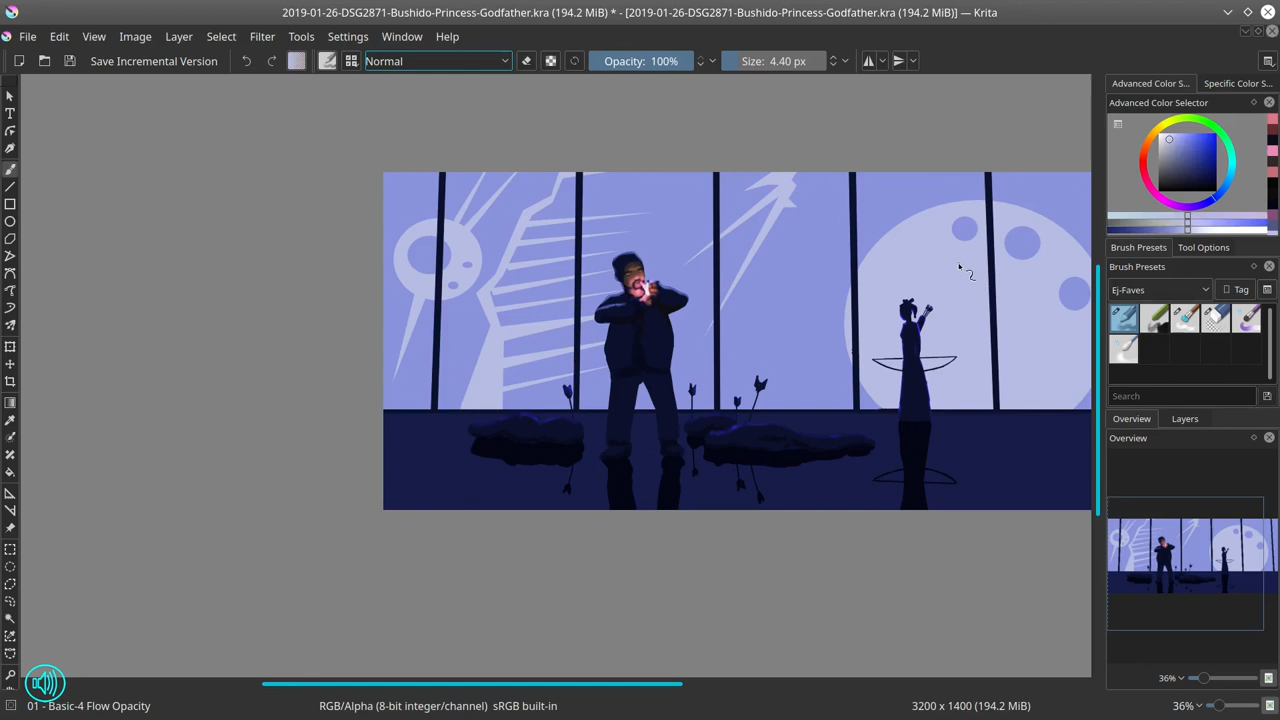 2019-01-26-DSG2871-Bushido-Princess-Godfather.kra (194.2 MiB) * - [2019-01-26-DSG2871-Bushido-Princess-Godfather.kra (194.2 MiB)] — Krita
File Edit View Image Layer Select Filter Tools Settings Window Help
Save Incremental Version Normal Opacity: 100% Size: 4.40 px
Advanced Color S... Specific Color S...
Advanced Color Selector
Brush Presets Tool Options
Brush Presets
Ej-Faves Tag
Search
Overview Layers
Overview
36%
01 - Basic-4 Flow Opacity RGB/Alpha (8-bit integer/channel) sRGB built-in 3200 x 1400 (194.2 MiB) 36%